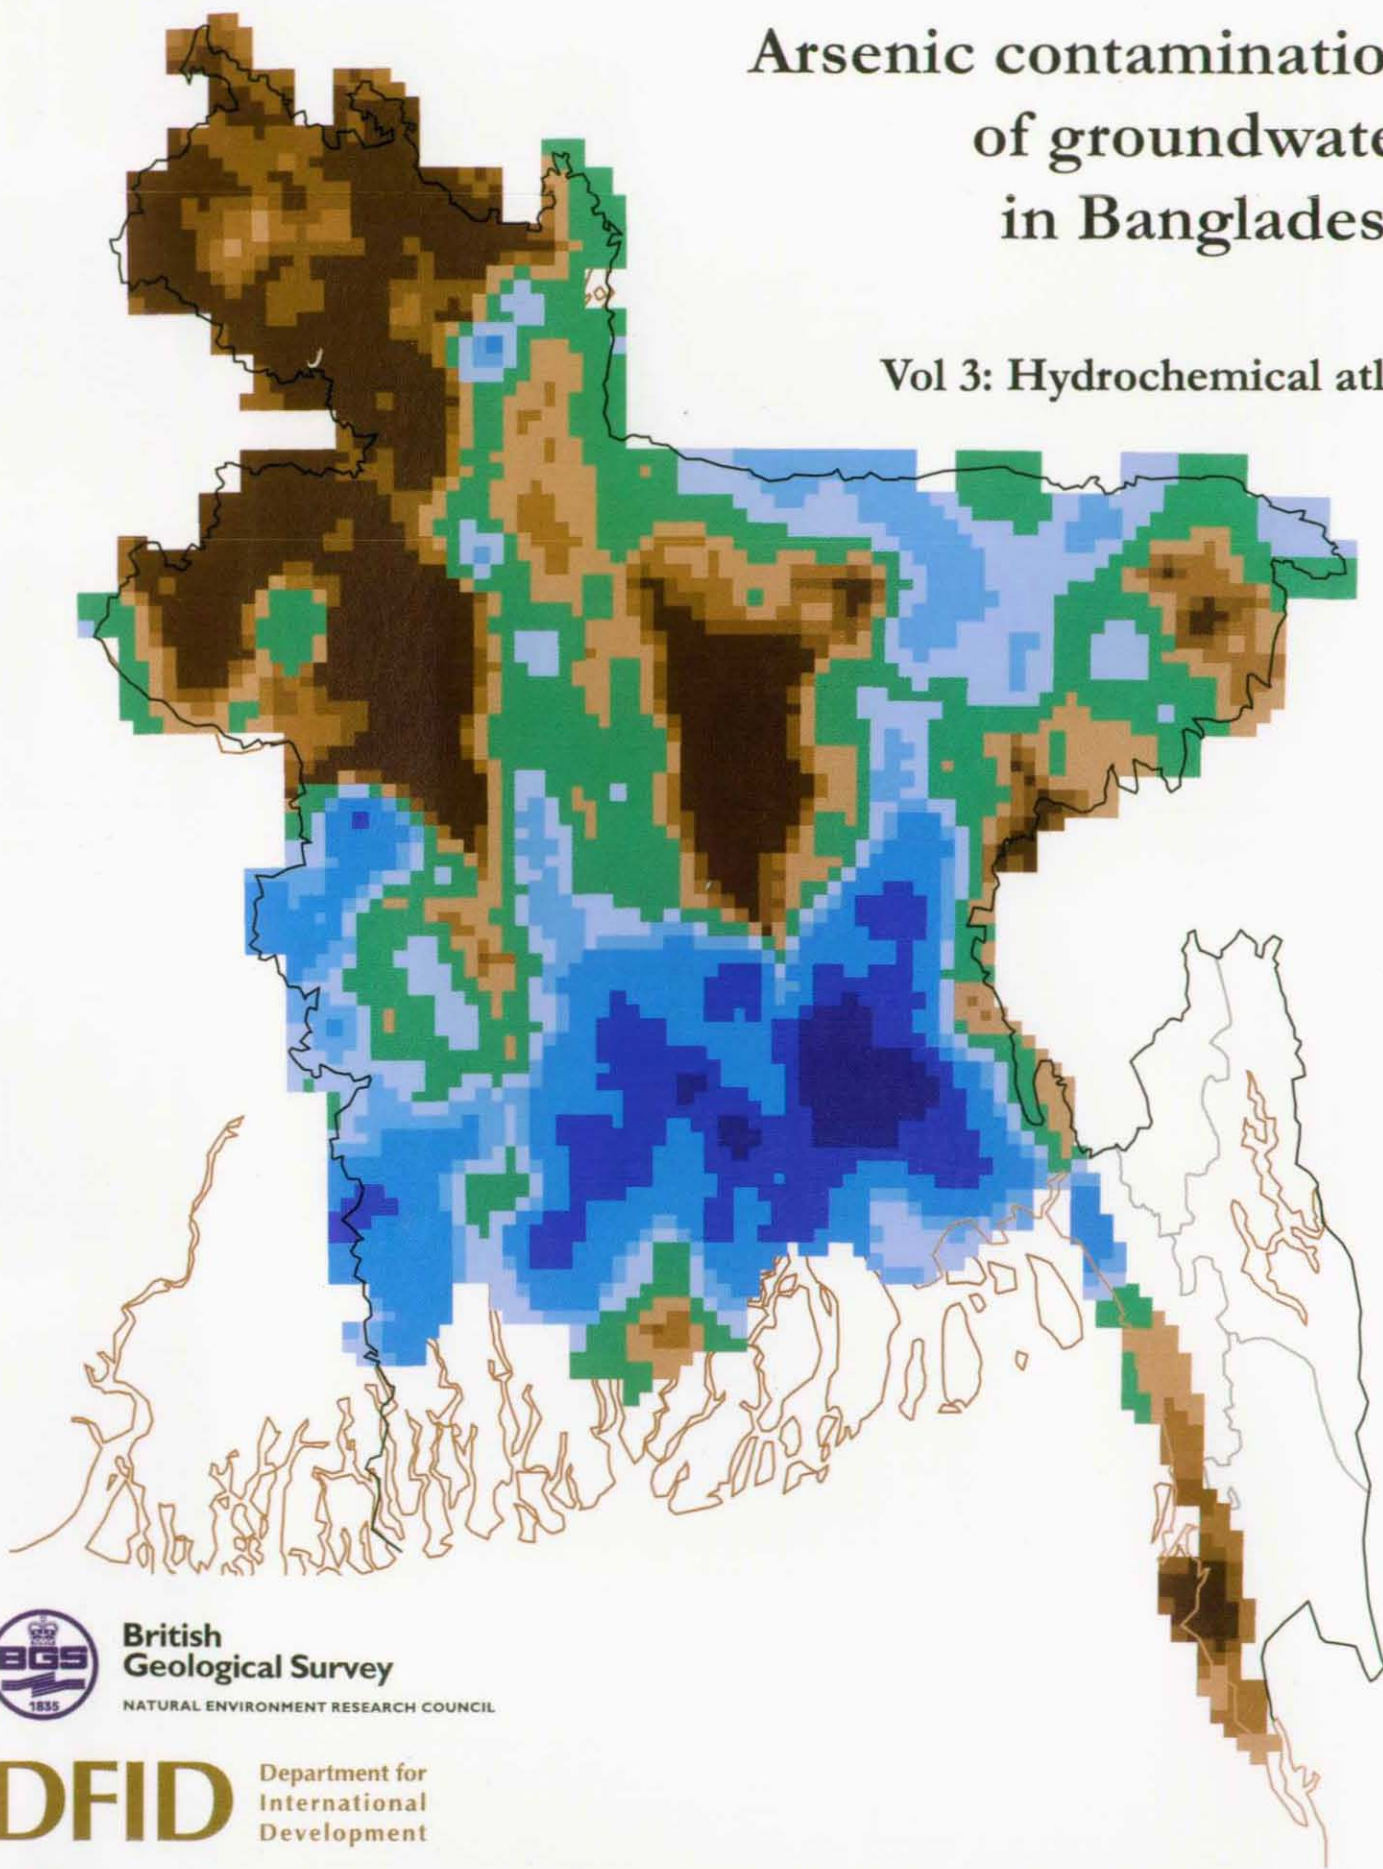 Arsenic contaminatio
of groundwate
in Banglades
Vol 3: Hydrochemical atl
BGS
1835
British
Geological Survey
NATURAL ENVIRONMENT RESEARCH COUNCIL
DFID
Department for
International
Development